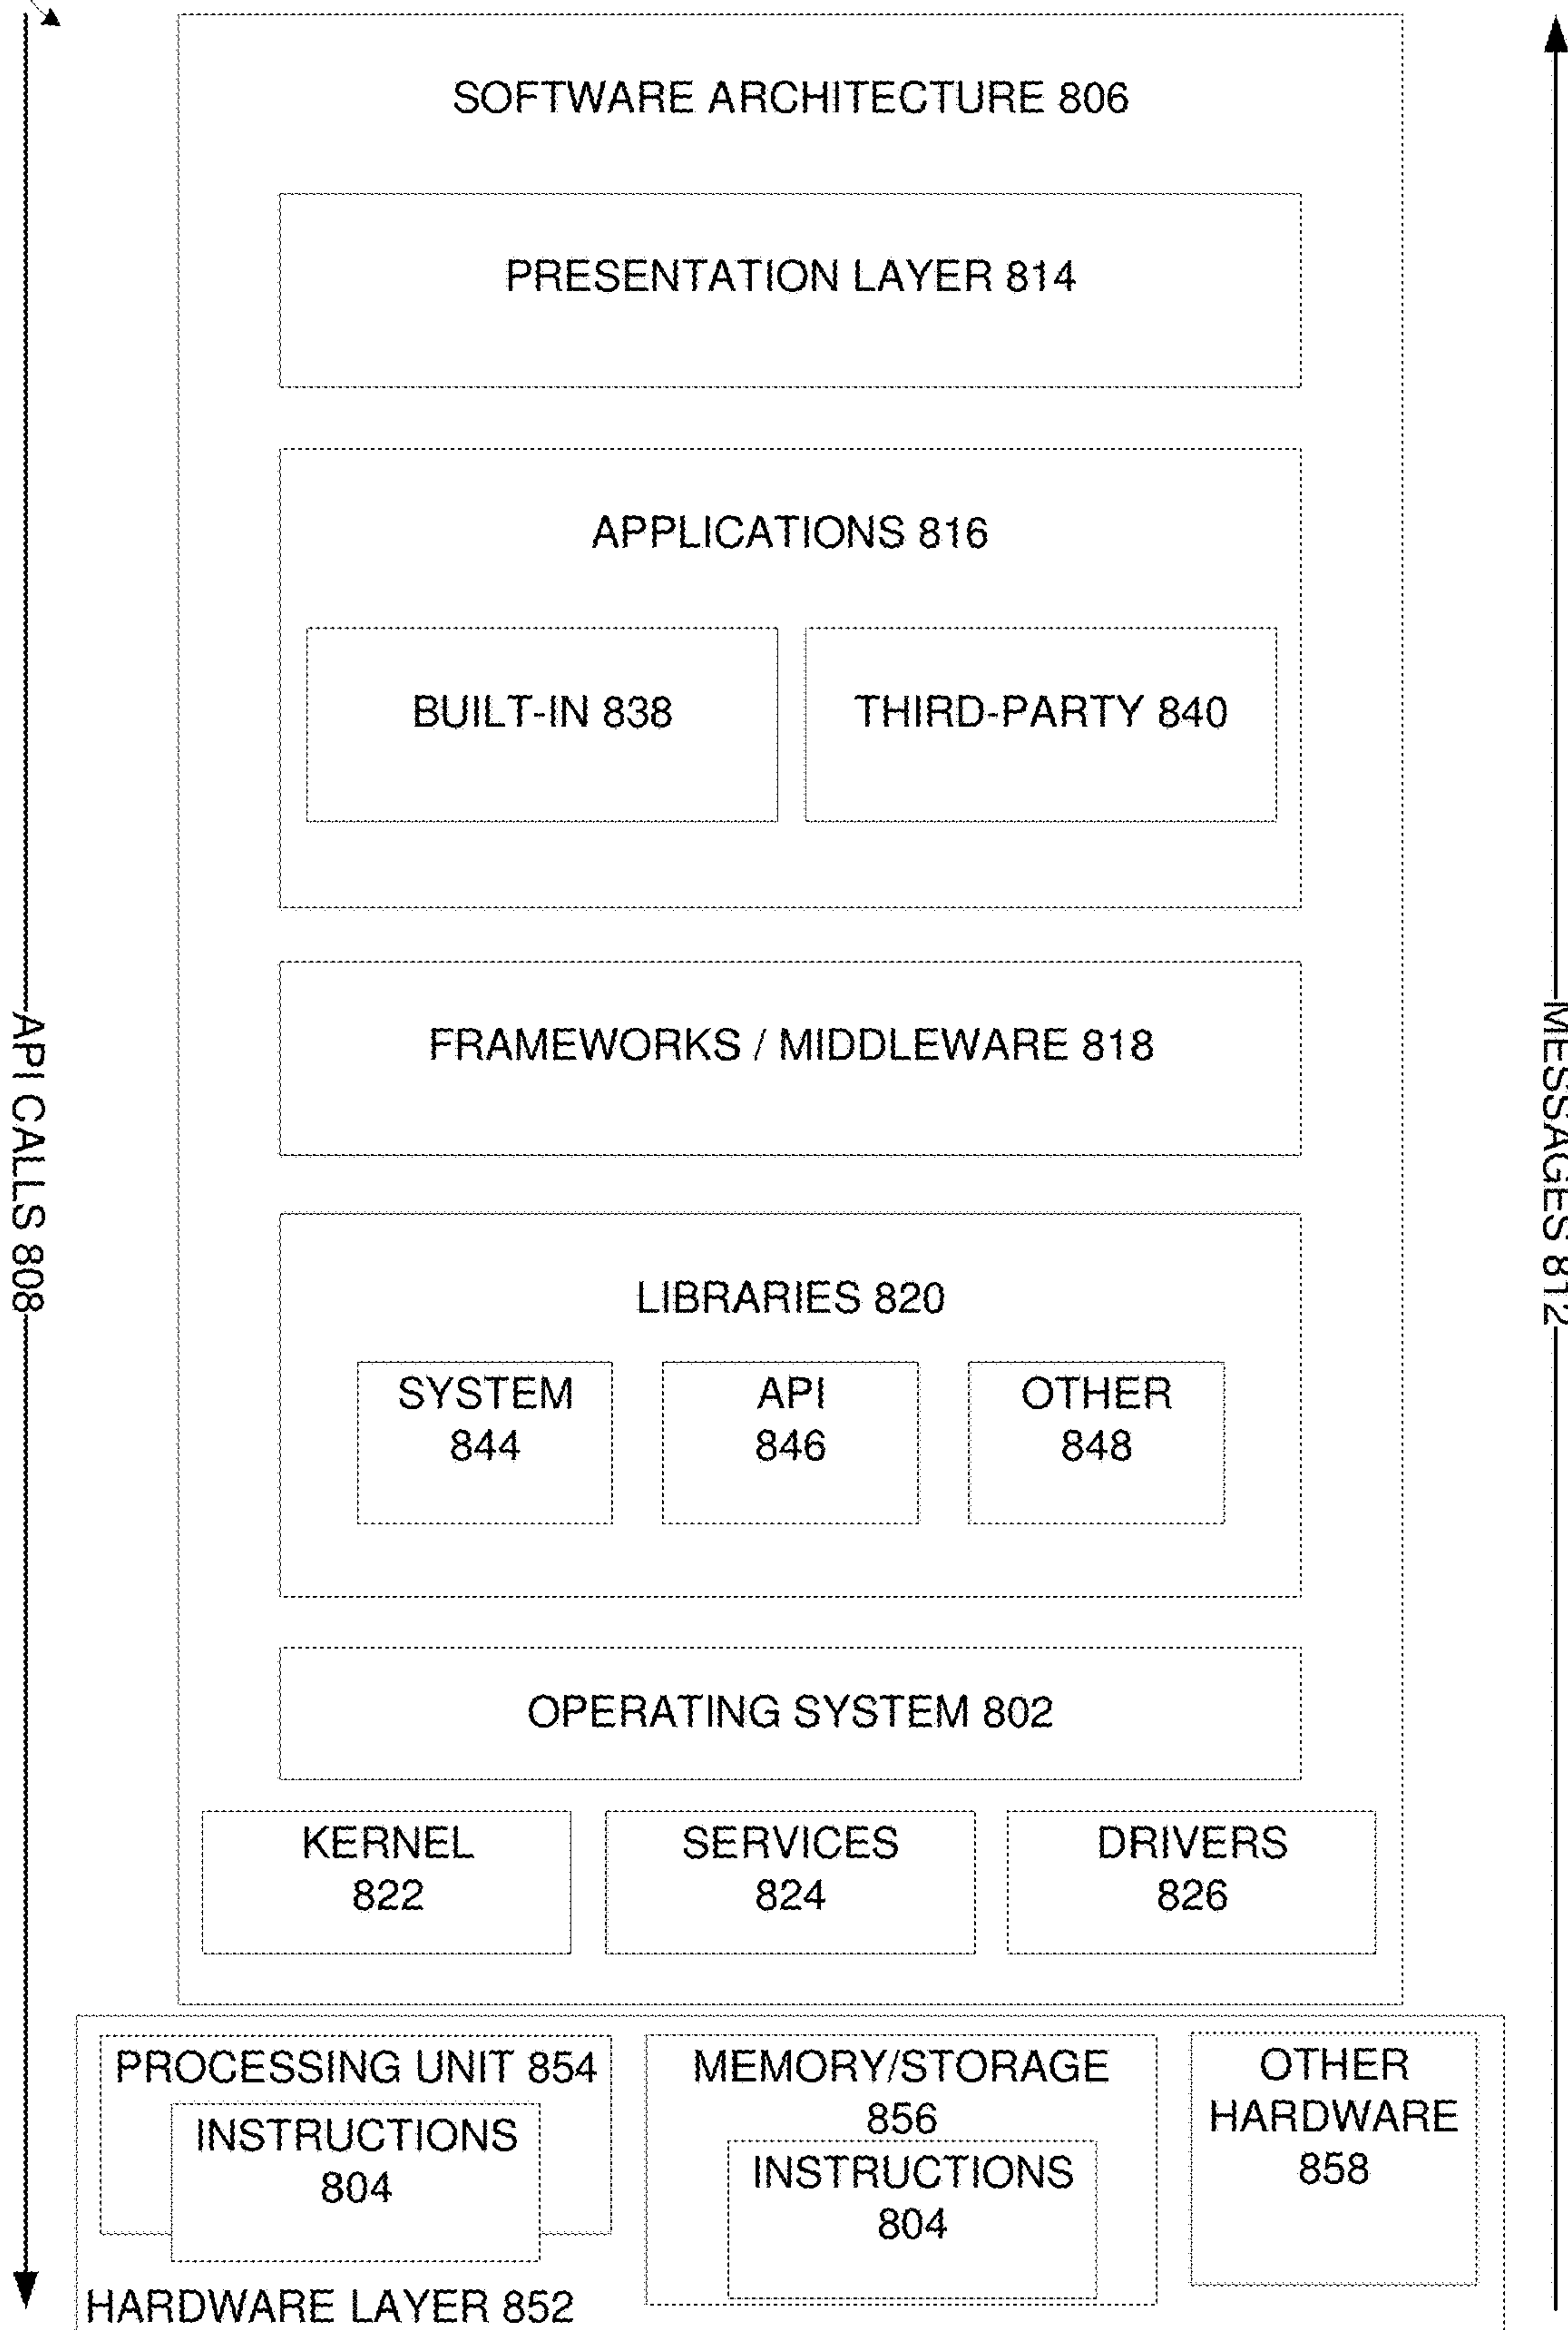 SOFTWARE ARCHITECTURE 806
PRESENTATION LAYER 814
APPLICATIONS 816
BUILT-IN 838
THIRD-PARTY 840
FRAMEWORKS / MIDDLEWARE 818
API CALLS 808
MESSAGES 812
LIBRARIES 820
SYSTEM
844
API
846
OTHER
848
OPERATING SYSTEM 802
KERNEL
822
SERVICES
824
DRIVERS
826
PROCESSING UNIT 854
INSTRUCTIONS
804
MEMORY/STORAGE
856
INSTRUCTIONS
804
OTHER
HARDWARE
858
HARDWARE LAYER 852